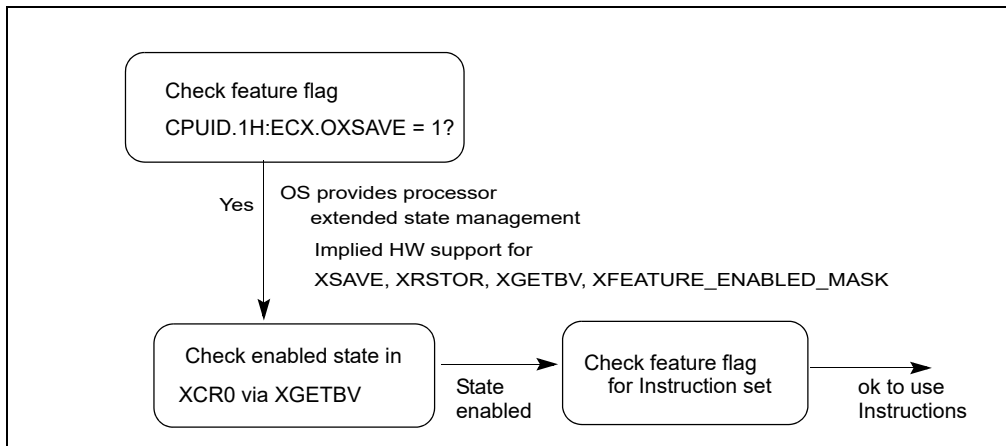 Check feature flag
CPUID.1H:ECX.OXSAVE = 1?
Yes
OS provides processor
extended state management
Implied HW support for
XSAVE, XRSTOR, XGETBV, XFEATURE_ENABLED_MASK
Check enabled state in
XCR0 via XGETBV
State
enabled
Check feature flag
for Instruction set
ok to use
Instructions